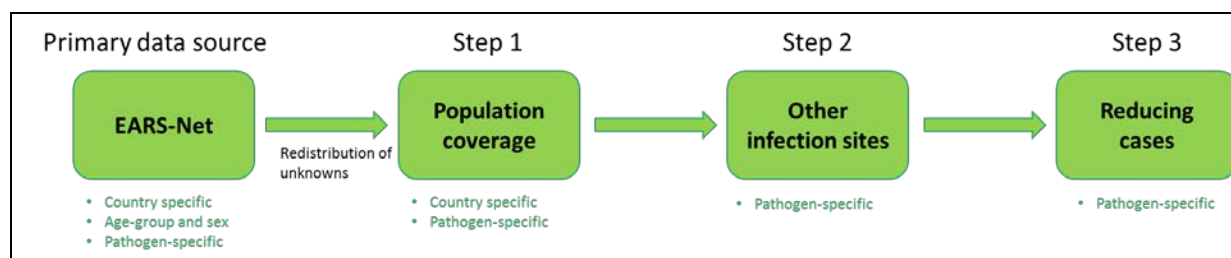 Primary data source
Step 1
Step 2
Step 3
EARS-Net
Redistribution of
unknowns
Population
coverage
Other
infection sites
Reducing
cases
• Country specific
• Age-group and sex
• Pathogen-specific
• Country specific
• Pathogen-specific
• Pathogen-specific
• Pathogen-specific